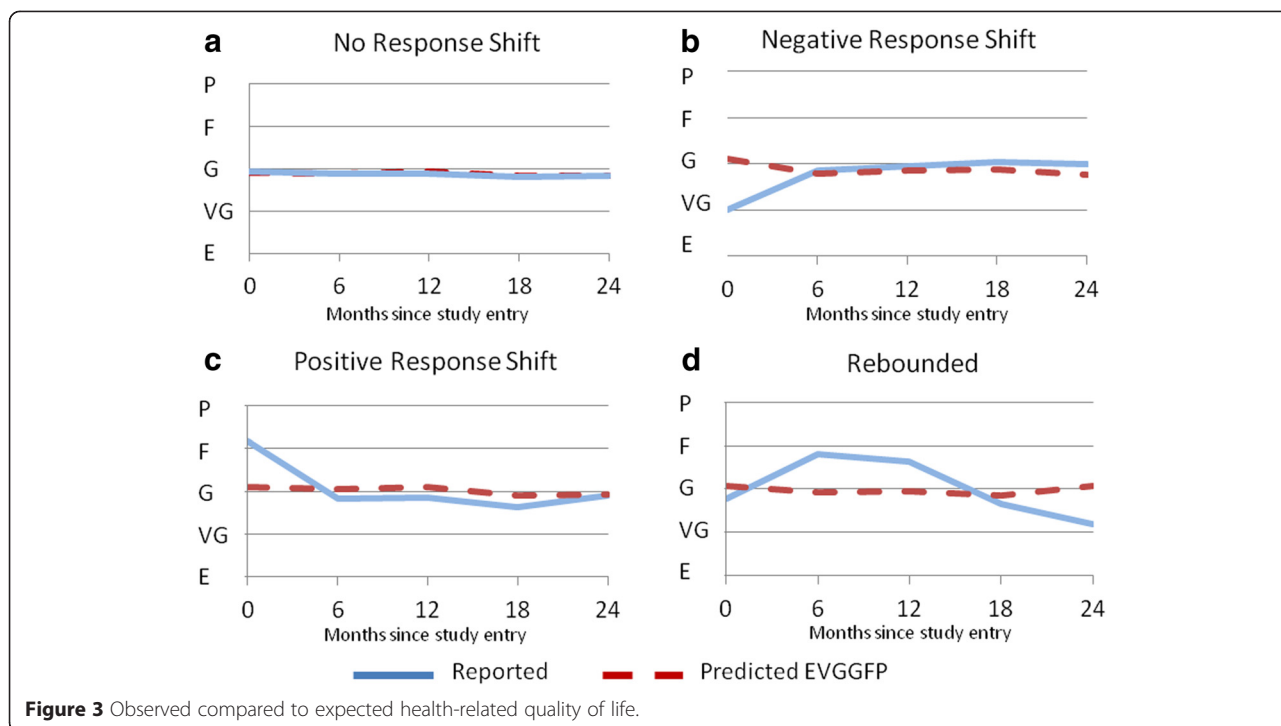 a
No Response Shift
P
F
G
VG
E
0 6 12 18 24
Months since study entry
b
Negative Response Shift
P
F
G
VG
E
0 6 12 18 24
Months since study entry
c
Positive Response Shift
P
F
G
VG
E
0 6 12 18 24
Months since study entry
d
Rebounded
P
F
G
VG
E
0 6 12 18 24
Months since study entry
Reported Predicted EVGGFP
Figure 3 Observed compared to expected health-related quality of life.